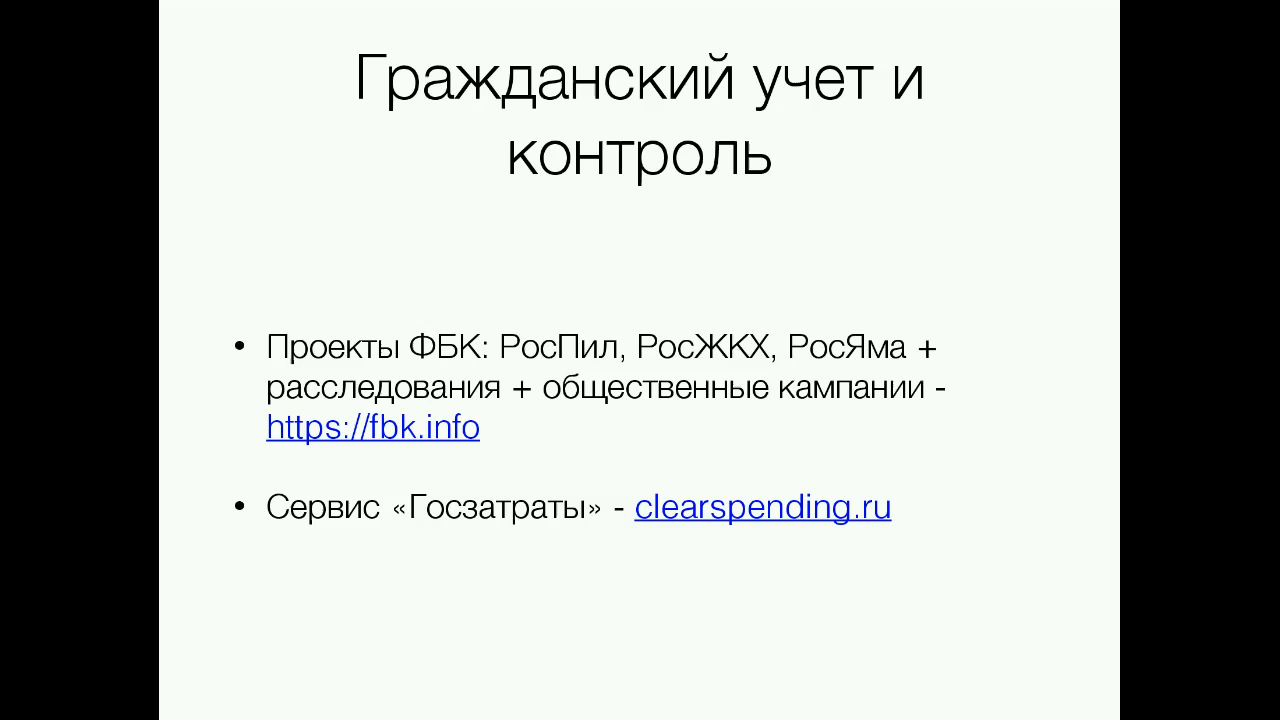 Гражданский учет и
контроль
• Проекты ФБК: РосПил, РосЖКХ, РосЯма +
расследования + общественные кампании -
https://fbk.info
• Сервис «Госзатраты» - clearspending.ru